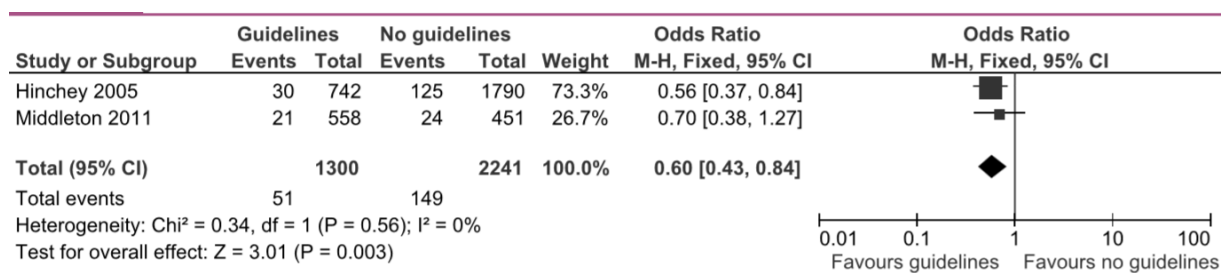 Guidelines No guidelines Odds Ratio Odds Ratio
Study or Subgroup Events Total Events Total Weight M-H, Fixed, 95% CI M-H, Fixed, 95% CI
Hinchey 2005 30 742 125 1790 73.3% 0.56 [0.37, 0.84]
Middleton 2011 21 558 24 451 26.7% 0.70 [0.38, 1.27]
Total (95% CI) 1300 2241 100.0% 0.60 [0.43, 0.84]
Total events 51 149
Heterogeneity: Chi² = 0.34, df = 1 (P = 0.56); I² = 0%
Test for overall effect: Z = 3.01 (P = 0.003)
0.01 0.1 1 10 100
Favours guidelines Favours no guidelines